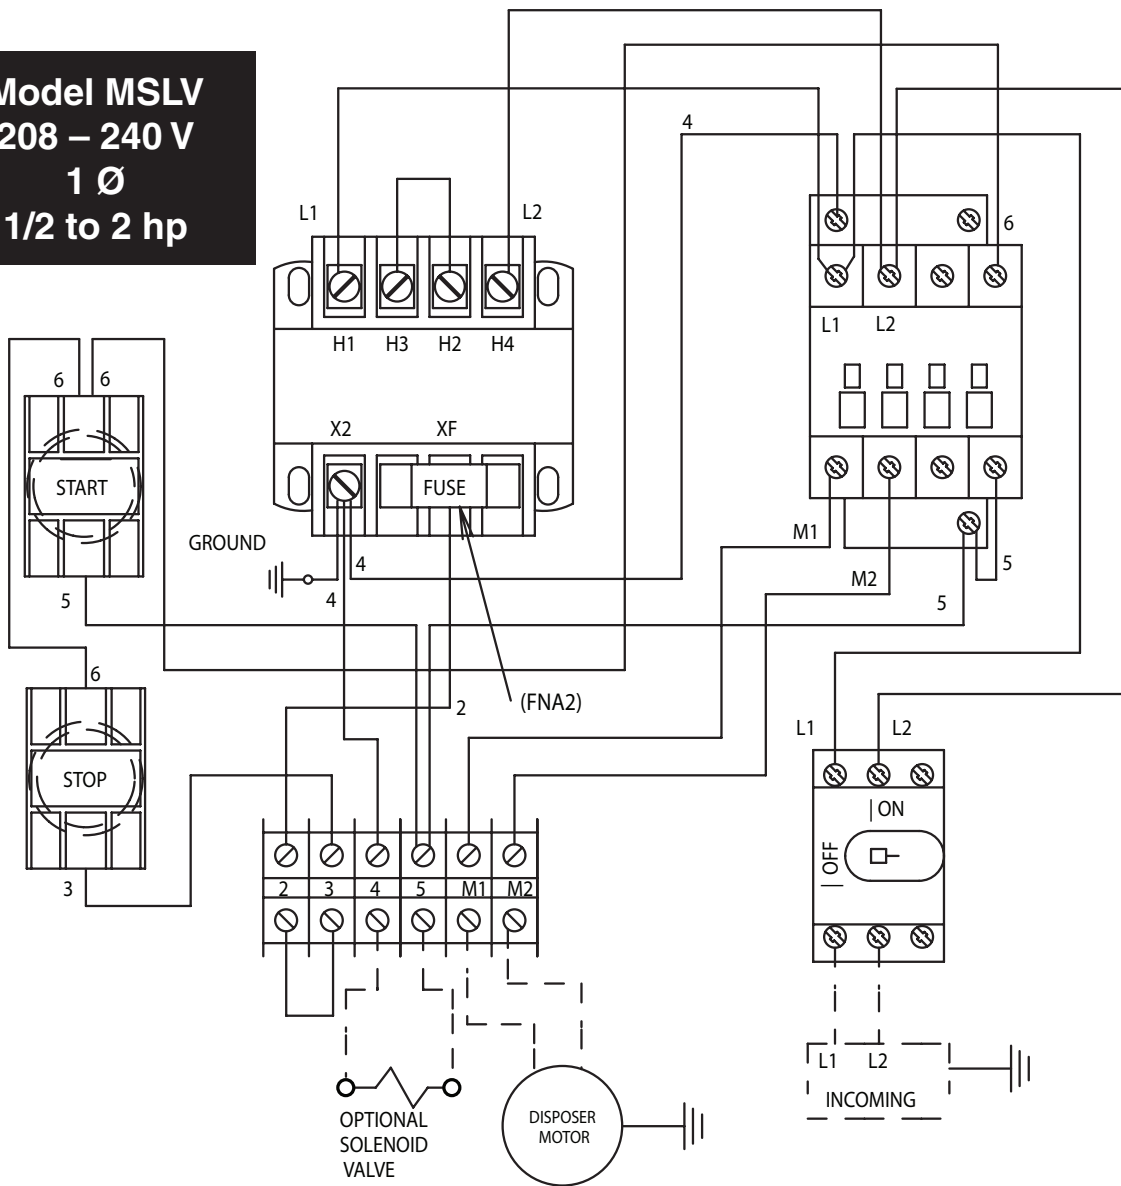 Model MSLV
208 – 240 V
1 Ø
1/2 to 2 hp
4
L1
L2
6
H1 H3 H2 H4
L1 L2
6 6
X2 XF
START
FUSE
GROUND
M1
4
5
M2
4
5
5
6
2
(FNA2)
L1 L2
STOP
| ON
| OFF
3
2 3 4 5 M1 M2
L1 L2
INCOMING
OPTIONAL
SOLENOID
VALVE
DISPOSER
MOTOR